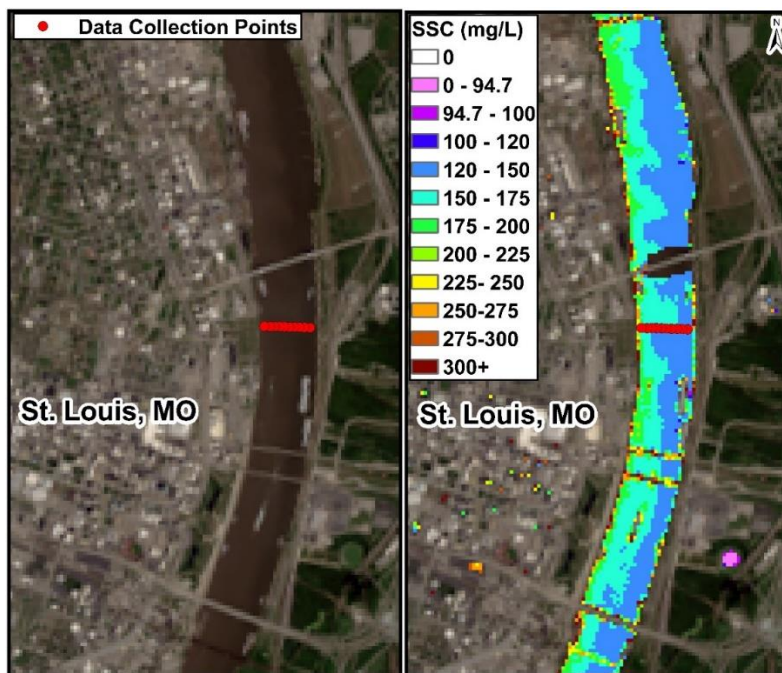 Data Collection Points
St. Louis, MO
SSC (mg/L)
0
0 - 94.7
94.7 - 100
100 - 120
120 - 150
150 - 175
175 - 200
200 - 225
225- 250
250-275
275-300
300+
N
St. Louis, MO